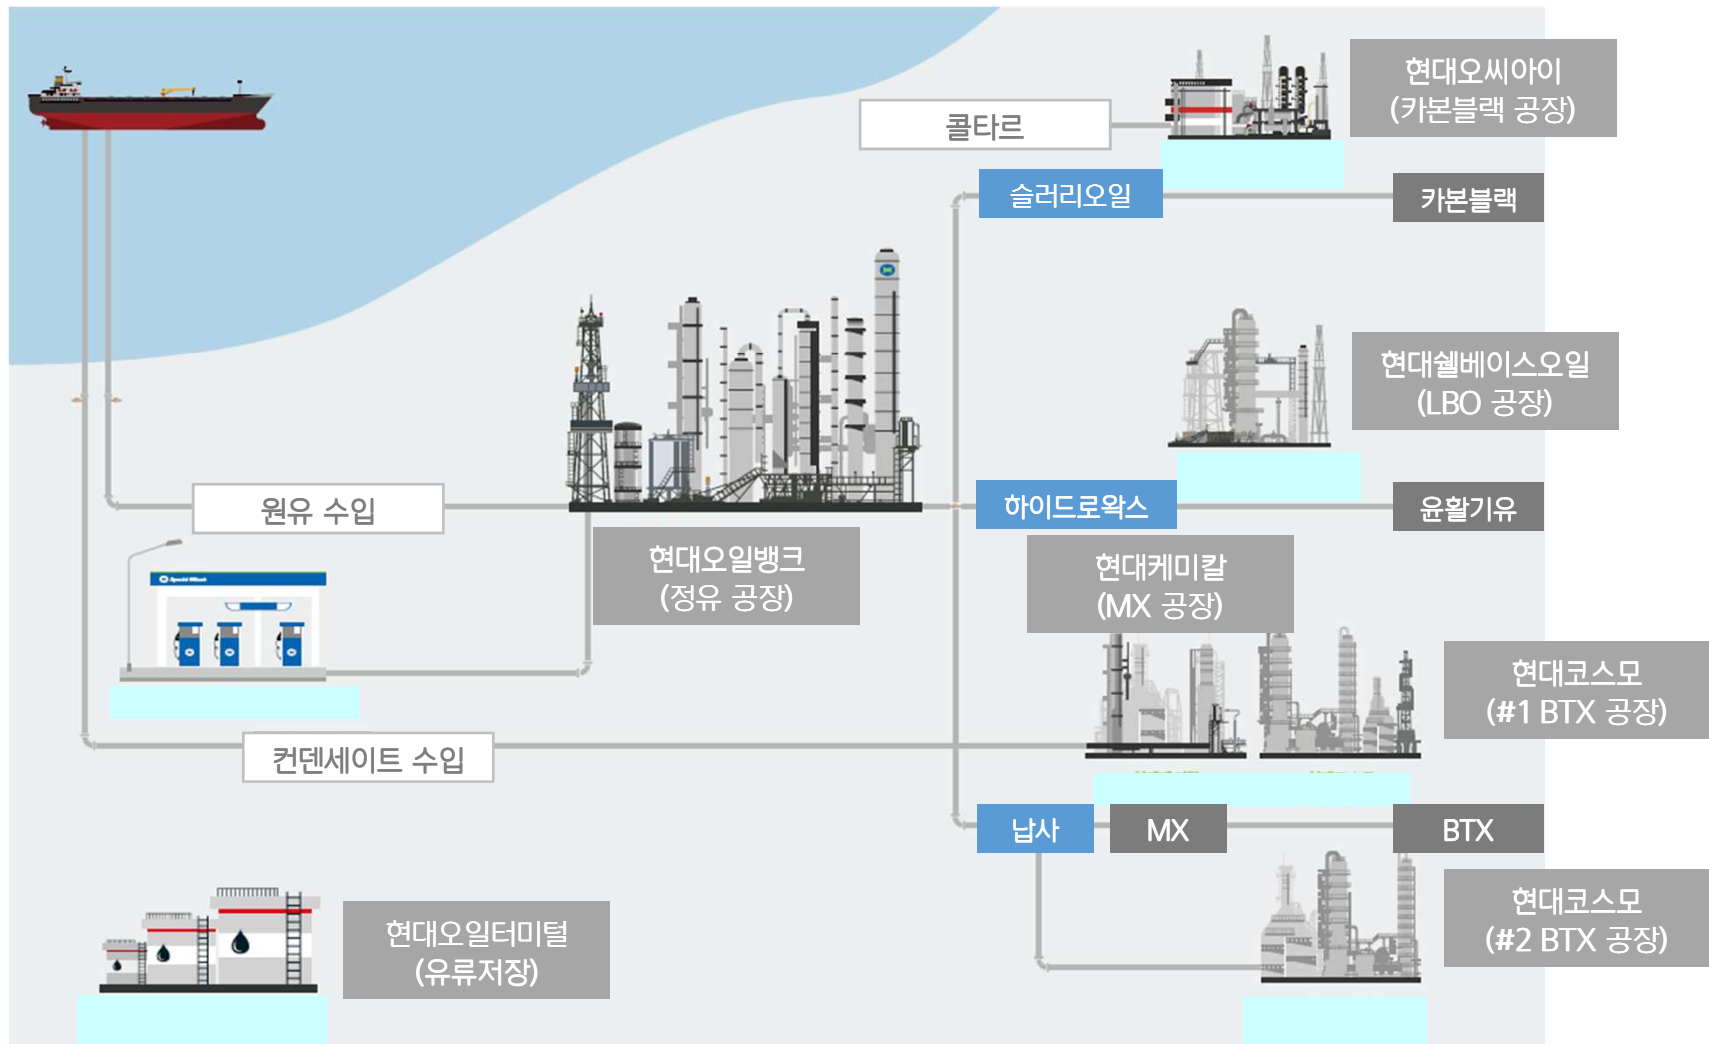 현대오씨아이
(카본블랙 공장)
콜타르
슬러리오일
카본블랙
현대쉘베이스오일
(LBO 공장)
원유 수입
하이드로왁스
윤활기유
현대오일뱅크
(정유 공장)
현대케미칼
(MX 공장)
현대코스모
(#1 BTX 공장)
컨덴세이트 수입
납사
MX
BTX
현대코스모
(#2 BTX 공장)
현대오일터미털
(유류저장)